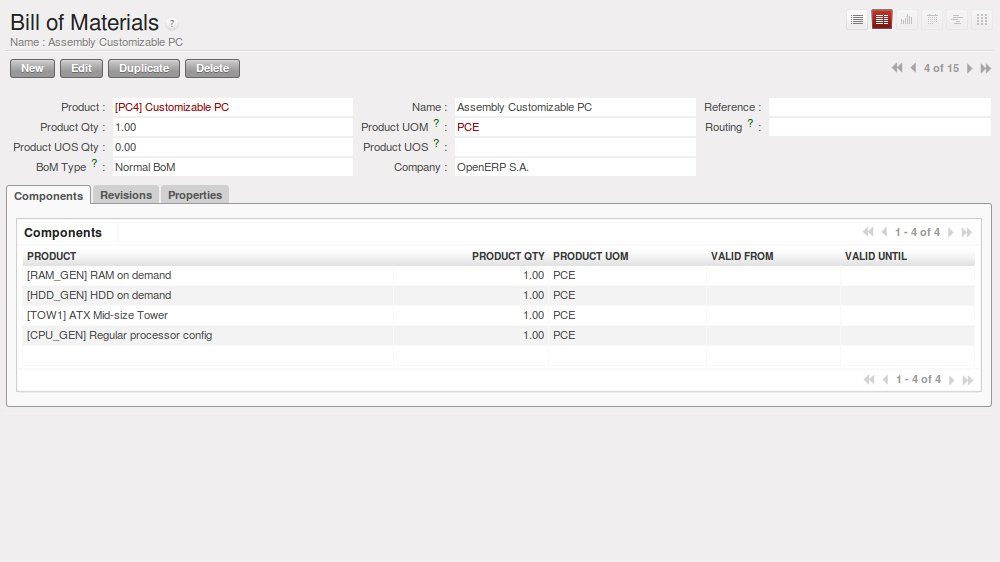 Bill of Materials ?
Name : Assembly Customizable PC
New Edit Duplicate Delete 4 of 15
Product : [PC4] Customizable PC Name : Assembly Customizable PC Reference :
Product Qty : 1.00 Product UOM ? : PCE Routing ? :
Product UOS Qty : 0.00 Product UOS ? :
BoM Type ? : Normal BoM Company : OpenERP S.A.
Components Revisions Properties
Components 1 - 4 of 4
PRODUCT PRODUCT QTY PRODUCT UOM VALID FROM VALID UNTIL
[RAM_GEN] RAM on demand 1.00 PCE
[HDD_GEN] HDD on demand 1.00 PCE
[TOW1] ATX Mid-size Tower 1.00 PCE
[CPU_GEN] Regular processor config 1.00 PCE
1 - 4 of 4